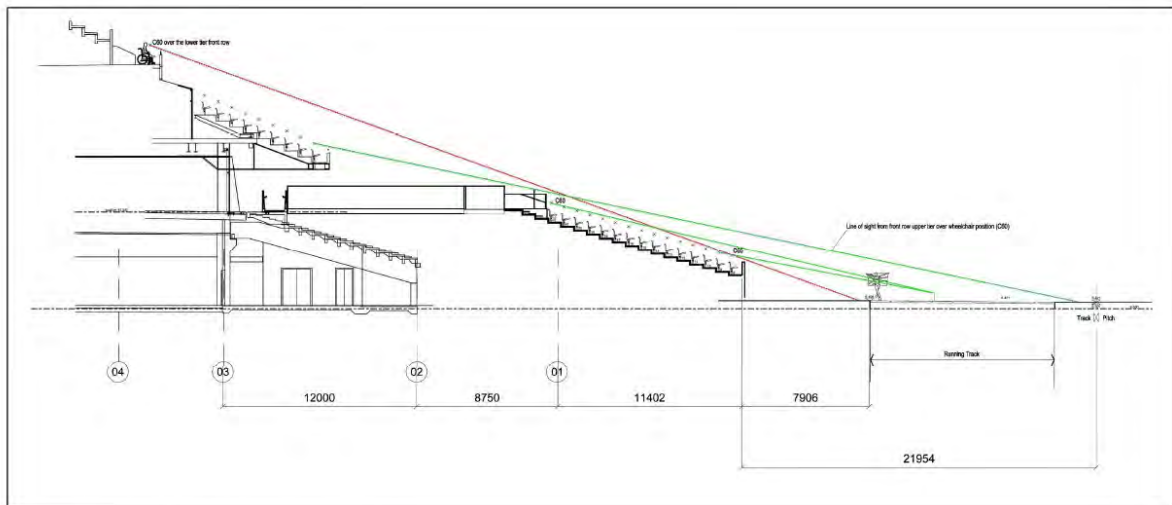 C60 over the lower tier front row
C60
C60
Line of sight from front row upper tier over wheelchair position (C60)
Track
Pitch
Running Track
04
03
02
01
12000
8750
11402
7906
21954